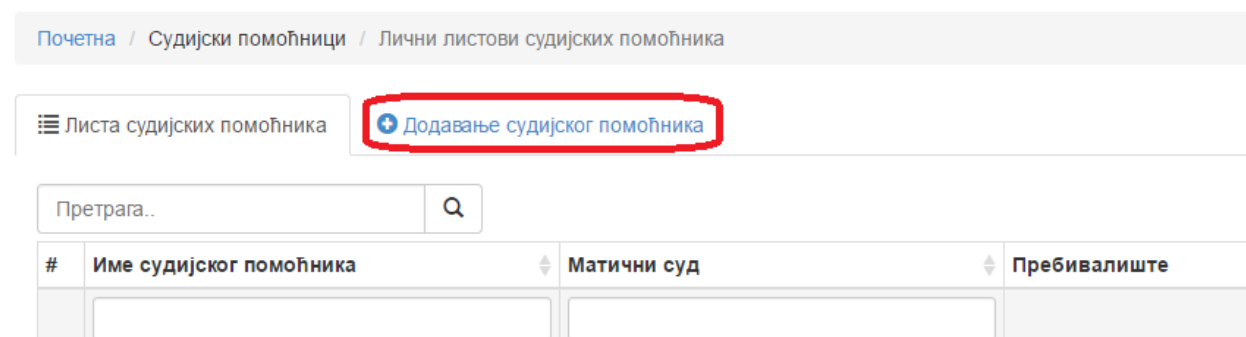 Почетна / Судијски помоћници / Лични листови судијских помоћника
Листа судијских помоћника Додавање судијског помоћника
Претрага..
# Име судијског помоћника Матични суд Пребивалиште